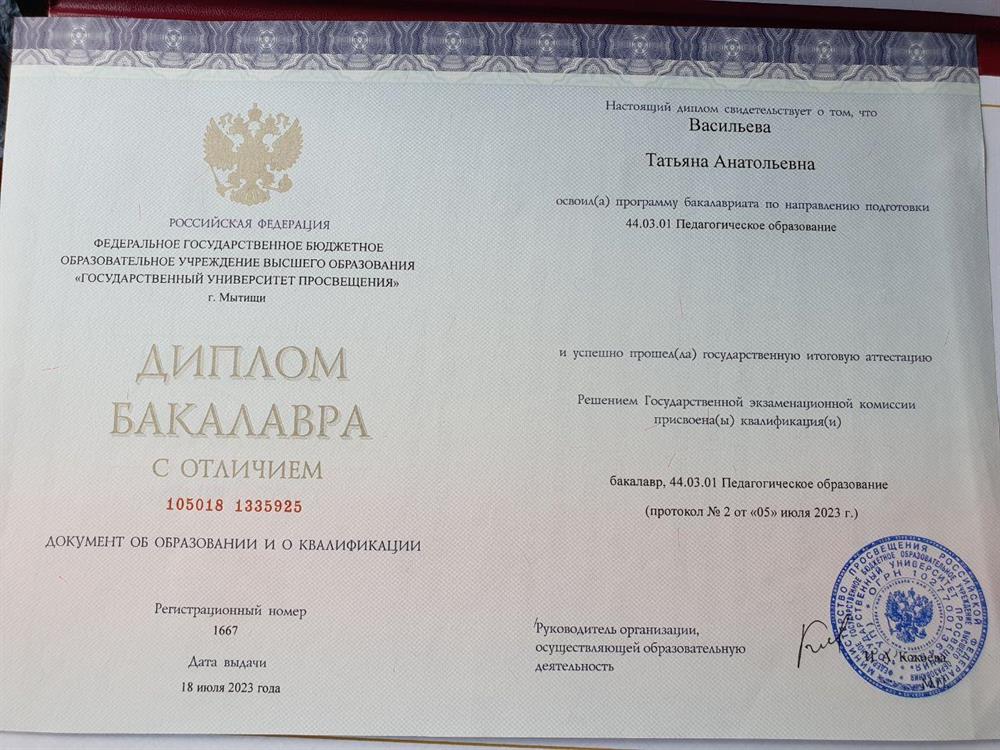 РОССИЙСКАЯ ФЕДЕРАЦИЯ
ФЕДЕРАЛЬНОЕ ГОСУДАРСТВЕННОЕ БЮДЖЕТНОЕ
ОБРАЗОВАТЕЛЬНОЕ УЧРЕЖДЕНИЕ ВЫСШЕГО ОБРАЗОВАНИЯ
«ГОСУДАРСТВЕННЫЙ УНИВЕРСИТЕТ ПРОСВЕЩЕНИЯ»
г. Мытищи
ДИПЛОМ
БАКАЛАВРА
С ОТЛИЧИЕМ
105018 1335925
ДОКУМЕНТ ОБ ОБРАЗОВАНИИ И О КВАЛИФИКАЦИИ
Регистрационный номер
1667
Дата выдачи
18 июля 2023 года
Настоящий диплом свидетельствует о том, что
Васильева
Татьяна Анатольевна
освоил(а) программу бакалавриата по направлению подготовки
44.03.01 Педагогическое образование
и успешно прошел(ла) государственную итоговую аттестацию
Решением Государственной экзаменационной комиссии
присвоена(ы) квалификация(и)
бакалавр, 44.03.01 Педагогическое образование
(протокол № 2 от «05» июля 2023 г.)
Руководитель организации,
осуществляющей образовательную
деятельность
М.П.
МИНИСТЕРСТВО ПРОСВЕЩЕНИЯ РОССИЙСКОЙ ФЕДЕРАЦИИ